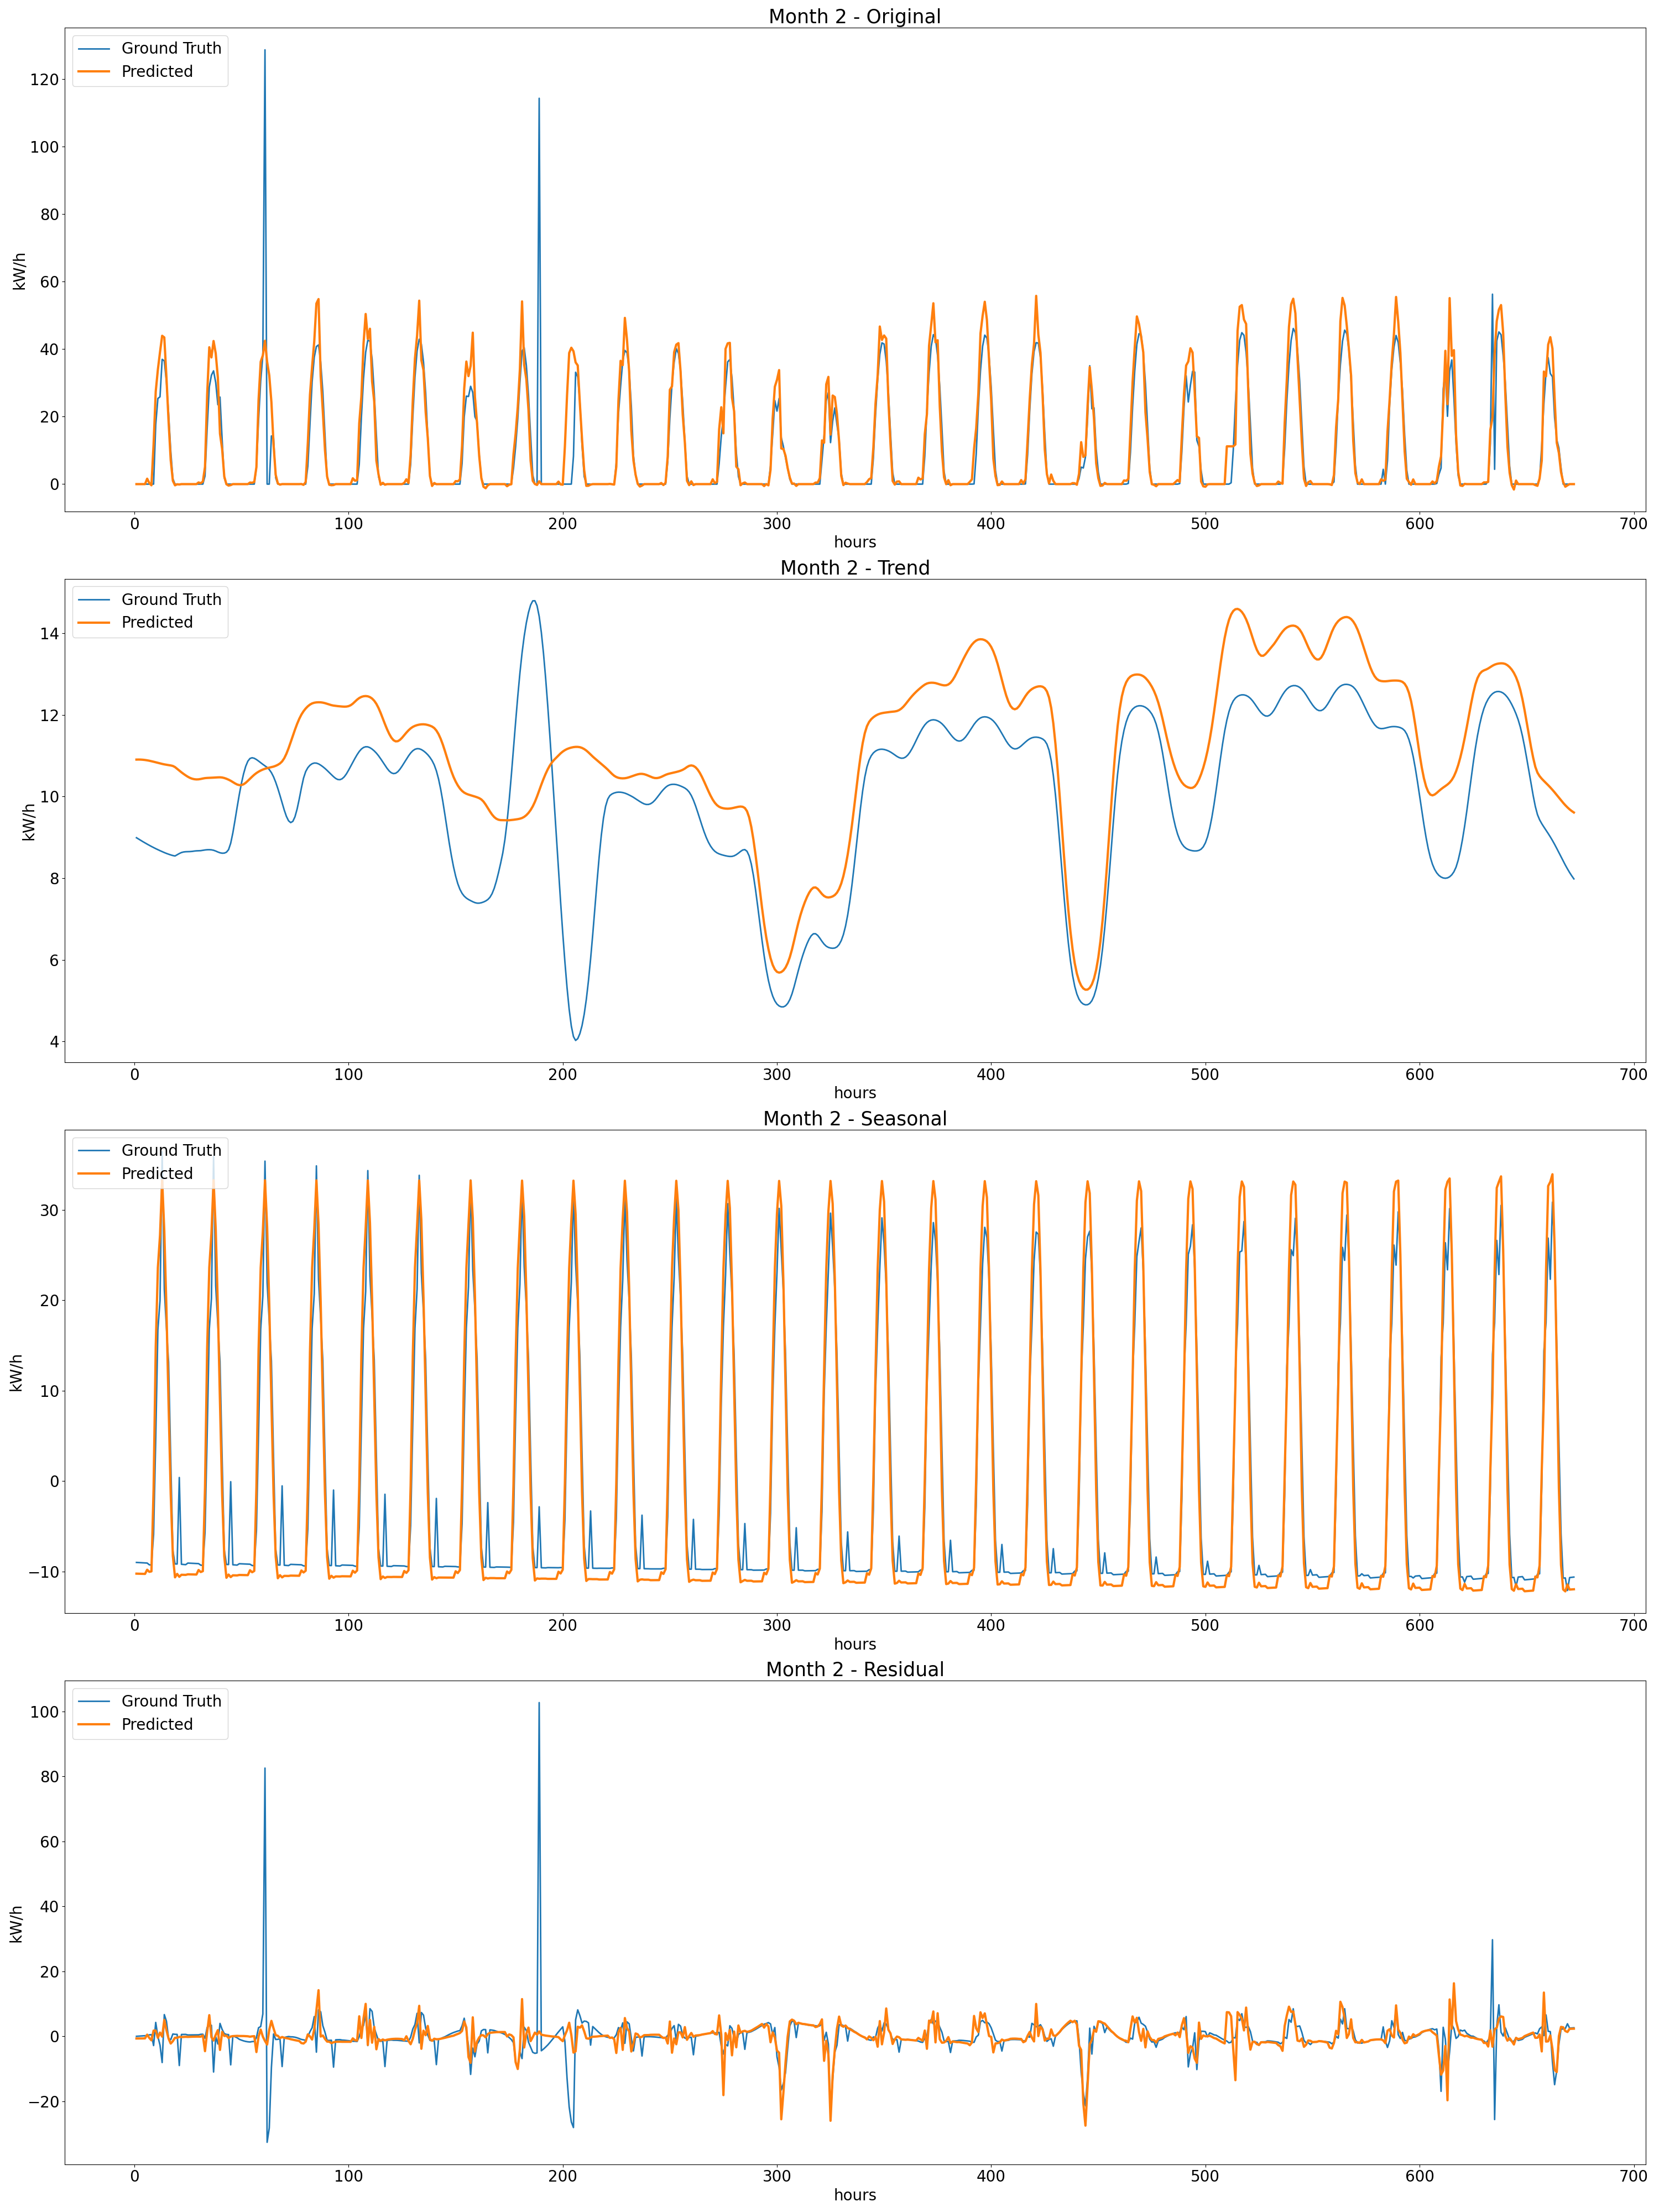 Month 2 - Original
Ground Truth
Predicted
120
100
80
60
40
20
0
kW/h
0 100 200 300 400 500 600 700
hours
Month 2 - Trend
Ground Truth
Predicted
14
12
10
8
6
4
kW/h
0 100 200 300 400 500 600 700
hours
Month 2 - Seasonal
Ground Truth
Predicted
30
20
10
0
−10
kW/h
0 100 200 300 400 500 600 700
hours
Month 2 - Residual
Ground Truth
Predicted
100
80
60
40
20
0
−20
kW/h
0 100 200 300 400 500 600 700
hours